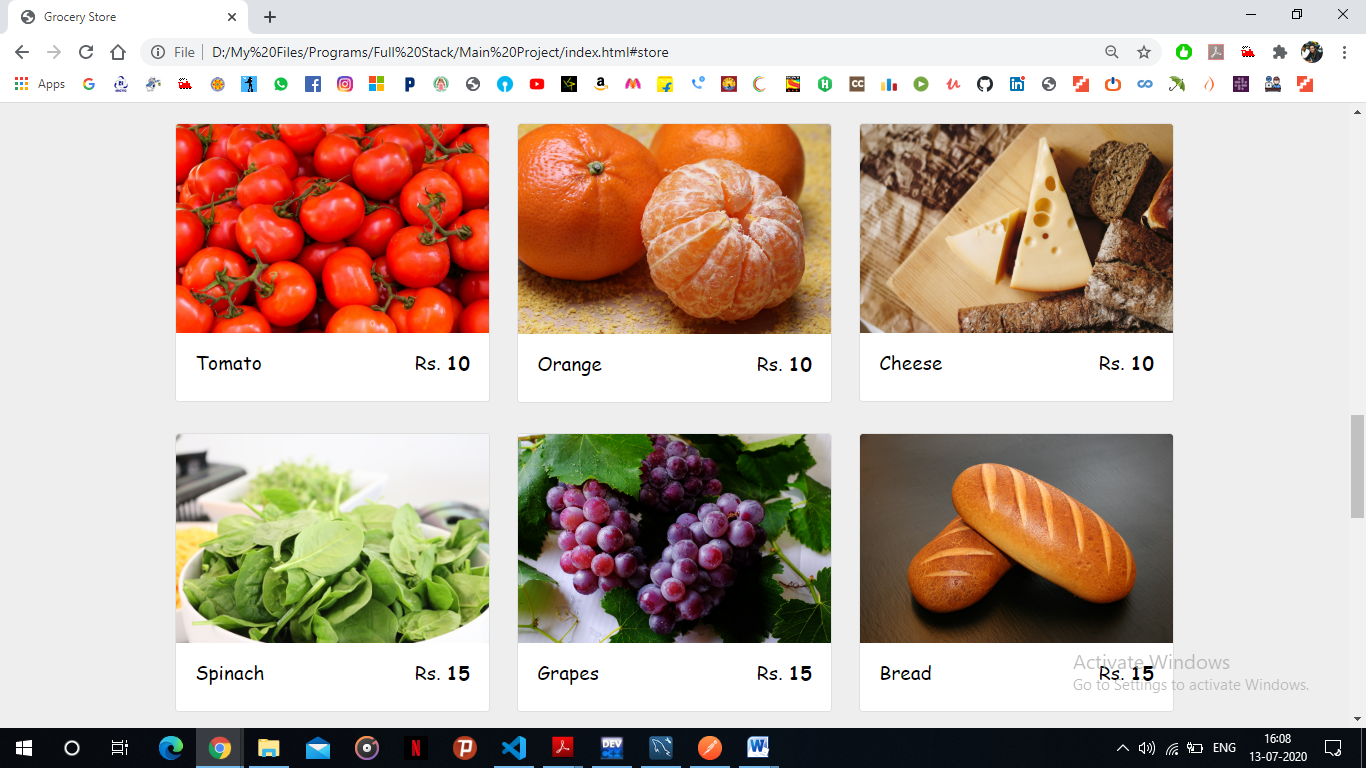 Grocery Store
File D:/My%20Files/Programs/Full%20Stack/Main%20Project/index.html#store
Apps
Tomato Rs. 10
Orange Rs. 10
Cheese Rs. 10
Spinach Rs. 15
Grapes Rs. 15
Bread Rs. 15
Activate Windows
Go to Settings to activate Windows.
ENG
16:08
13-07-2020